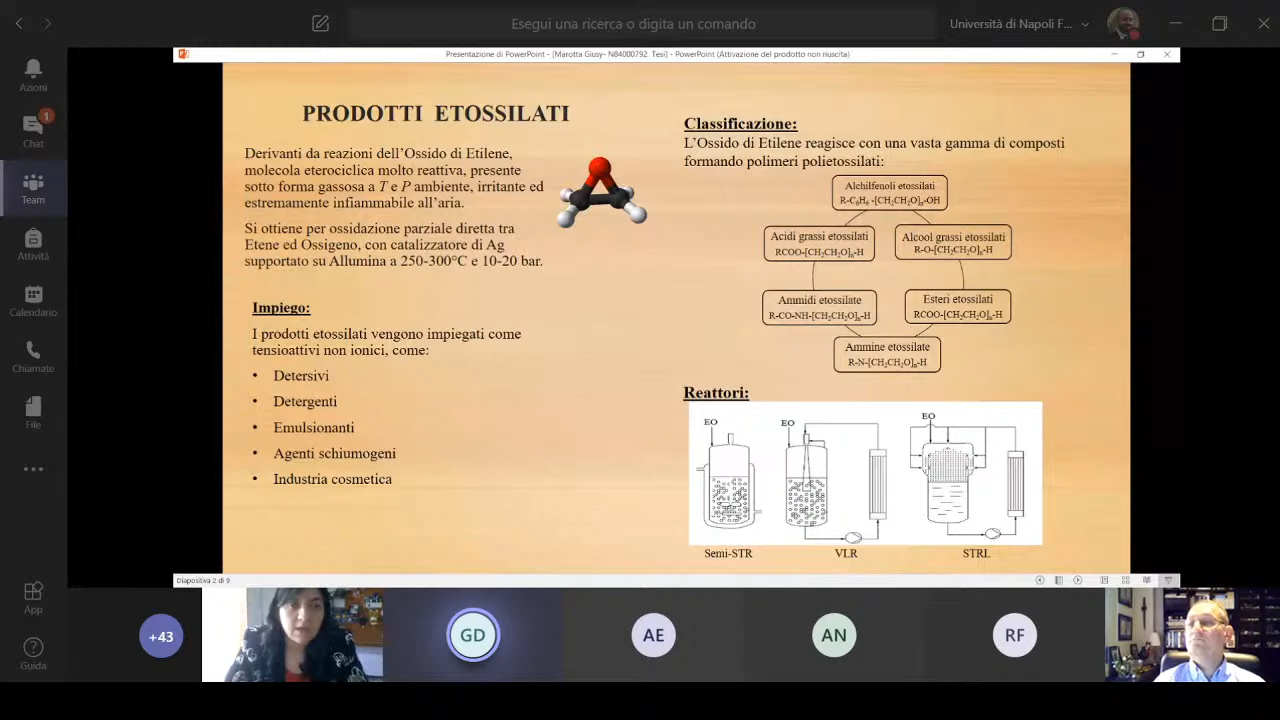 Esegui una ricerca o digita un comando
Università di Napoli F...
Azioni
1
Chat
Team
Attività
Calendario
Chiamate
File
App
Guida
Presentazione di PowerPoint - [Marotta Giusy- N84000792 Tesi] - PowerPoint (Attivazione del prodotto non riuscita)
PRODOTTI ETOSSILATI
Derivanti da reazioni dell’Ossido di Etilene,
molecola eterociclica molto reattiva, presente
sotto forma gassosa a T e P ambiente, irritante ed
estremamente infiammabile all’aria.
Si ottiene per ossidazione parziale diretta tra
Etene ed Ossigeno, con catalizzatore di Ag
supportato su Allumina a 250-300°C e 10-20 bar.
Impiego:
I prodotti etossilati vengono impiegati come
tensioattivi non ionici, come:
• Detersivi
• Detergenti
• Emulsionanti
• Agenti schiumogeni
• Industria cosmetica
Classificazione:
L’Ossido di Etilene reagisce con una vasta gamma di composti
formando polimeri polietossilati:
Alchilfenoli etossilati
R-C₆H₆ -[CH₂CH₂O]ₙ-OH
Acidi grassi etossilati
RCOO-[CH₂CH₂O]ₙ-H
Alcool grassi etossilati
R-O-[CH₂CH₂O]ₙ-H
Ammidi etossilate
R-CO-NH-[CH₂CH₂O]ₙ-H
Esteri etossilati
RCOO-[CH₂CH₂O]ₙ-H
Ammine etossilate
R-N-[CH₂CH₂O]ₙ-H
Reattori:
EO
EO
EO
Semi-STR
VLR
STRL
Diapositiva 2 di 9
+43
GD
AE
AN
RF